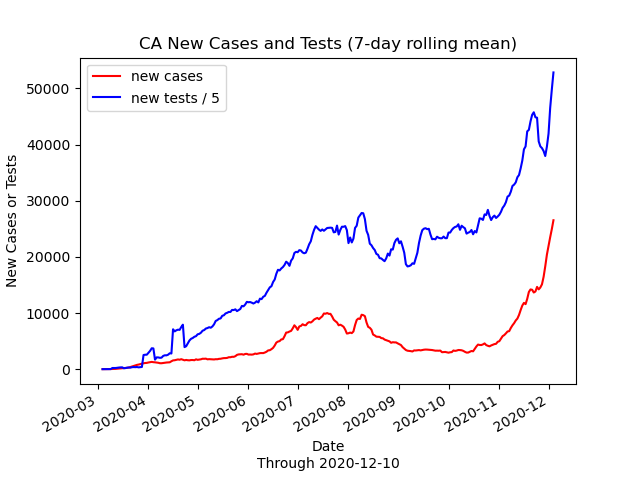 CA New Cases and Tests (7-day rolling mean)
new cases
new tests / 5
New Cases or Tests
50000
40000
30000
20000
10000
0
2020-03
2020-04
2020-05
2020-06
2020-07
2020-08
2020-09
2020-10
2020-11
2020-12
Date
Through 2020-12-10